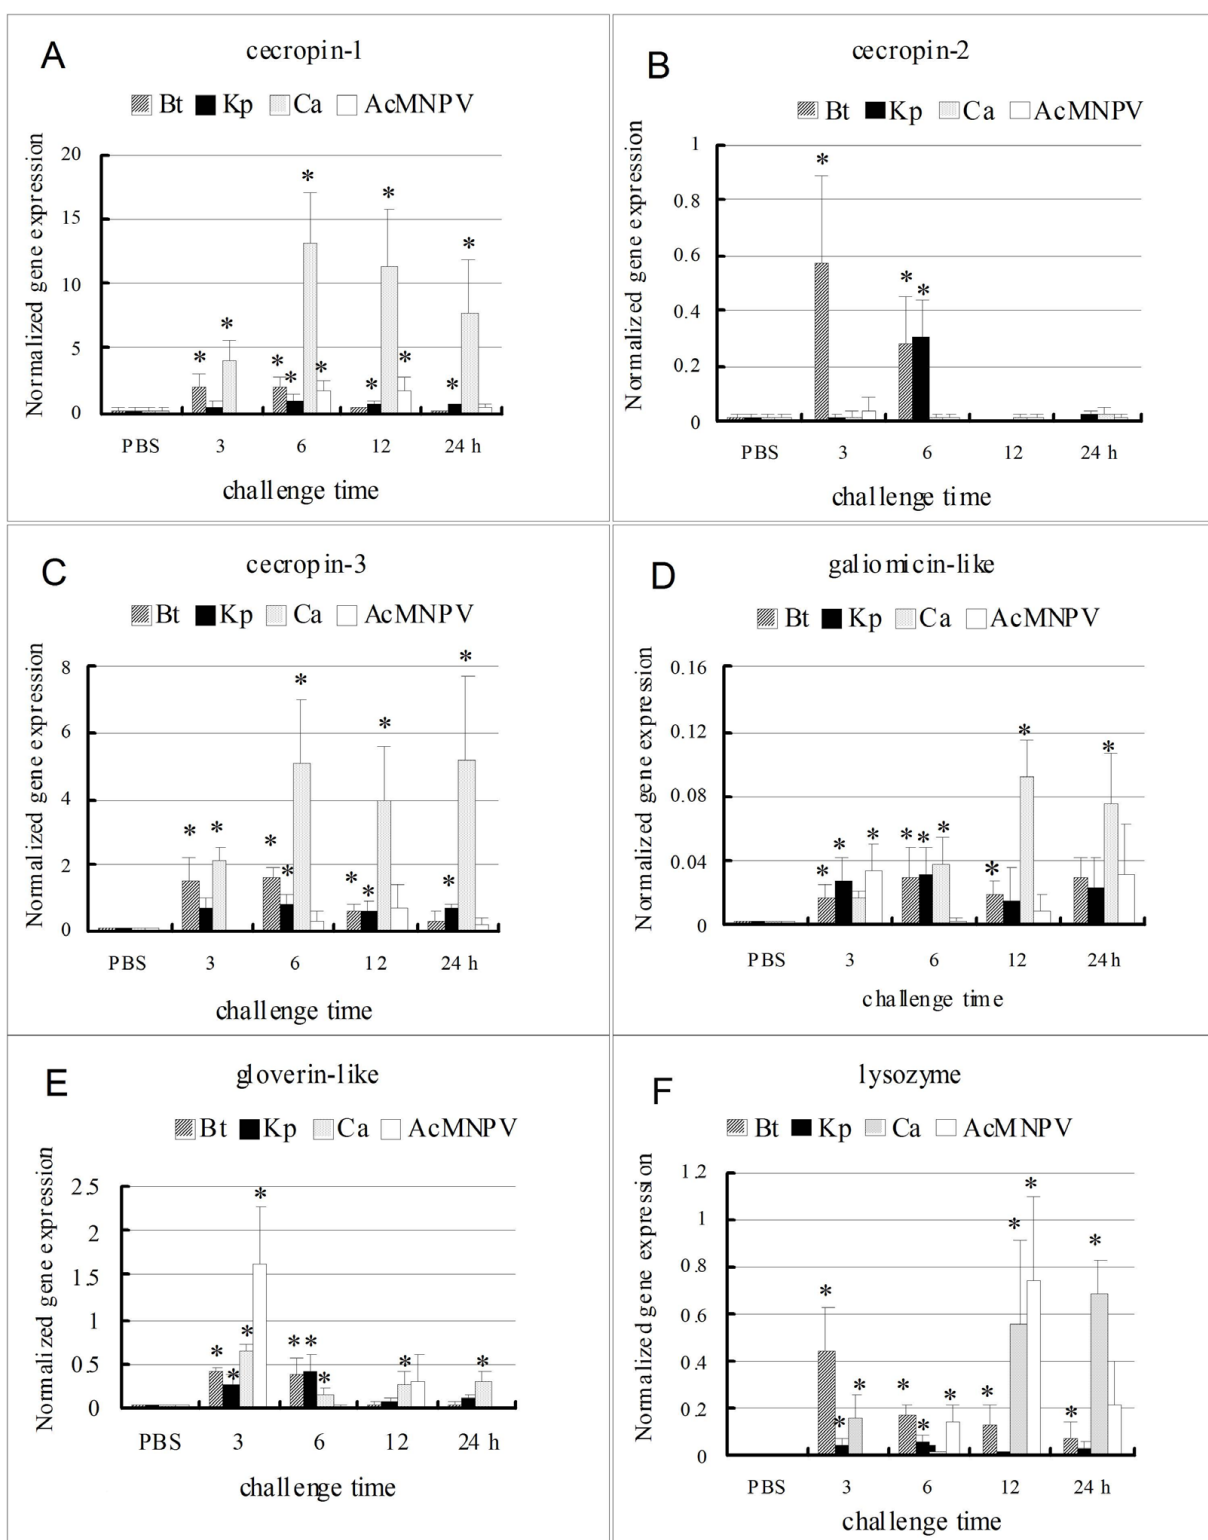 A
cecropin-1
Bt Kp Ca AcMNPV
Normalized gene expression
20
15
10
5
0
PBS 3 6 12 24 h
challenge time
B
cecropin-2
Bt Kp Ca AcMNPV
Normalized gene expression
1
0.8
0.6
0.4
0.2
0
PBS 3 6 12 24 h
challenge time
C
cecropin-3
Bt Kp Ca AcMNPV
Normalized gene expression
8
6
4
2
0
PBS 3 6 12 24 h
challenge time
D
galiomicin-like
Bt Kp Ca AcMNPV
Normalized gene expression
0.16
0.12
0.08
0.04
0
PBS 3 6 12 24 h
challenge time
E
gloverin-like
Bt Kp Ca AcMNPV
Normalized gene expression
2.5
2
1.5
1
0.5
0
PBS 3 6 12 24 h
challenge time
F
lysozyme
Bt Kp Ca AcMNPV
Normalized gene expression
1.2
1
0.8
0.6
0.4
0.2
0
PBS 3 6 12 24 h
challenge time